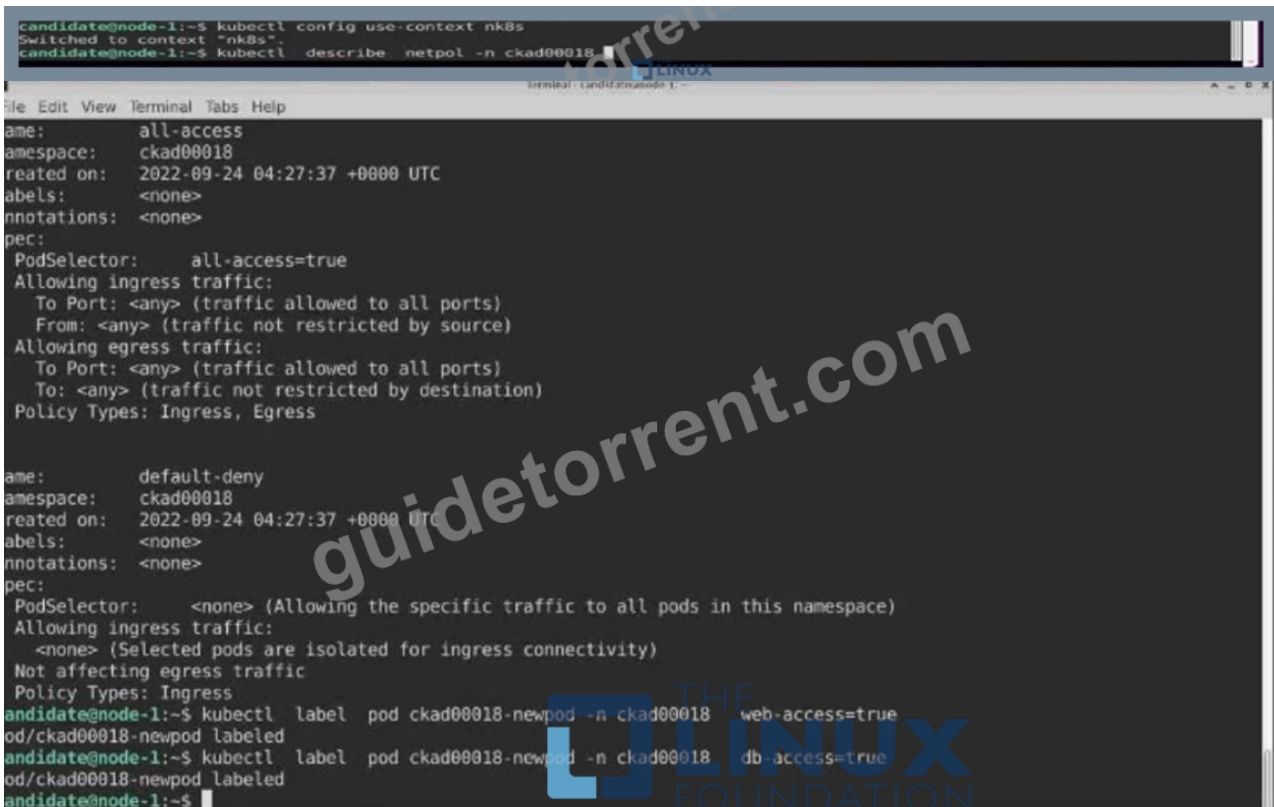 candidate@node-1:~$ kubectl config use-context nk8s
Switched to context "nk8s".
candidate@node-1:~$ kubectl  describe  netpol -n ckad00018
LINUX
Terminal - candidate@node-1: ~
File Edit View Terminal Tabs Help
ame:           all-access
amespace:      ckad00018
reated on:     2022-09-24 04:27:37 +0000 UTC
abels:         <none>
nnotations:  <none>
pec:
PodSelector:     all-access=true
Allowing ingress traffic:
To Port: <any> (traffic allowed to all ports)
From: <any> (traffic not restricted by source)
Allowing egress traffic:
To Port: <any> (traffic allowed to all ports)
To: <any> (traffic not restricted by destination)
Policy Types: Ingress, Egress
ame:           default-deny
amespace:      ckad00018
reated on:     2022-09-24 04:27:37 +0000 UTC
abels:         <none>
nnotations:  <none>
pec:
PodSelector:     <none> (Allowing the specific traffic to all pods in this namespace)
Allowing ingress traffic:
<none> (Selected pods are isolated for ingress connectivity)
Not affecting egress traffic
Policy Types: Ingress
andidate@node-1:~$ kubectl  label  pod ckad00018-newpod -n ckad00018  web-access=true
od/ckad00018-newpod labeled
andidate@node-1:~$ kubectl  label  pod ckad00018-newpod -n ckad00018  db-access=true
od/ckad00018-newpod labeled
andidate@node-1:~$
guidetorrent.com
THE
LINUX
FOUNDATION